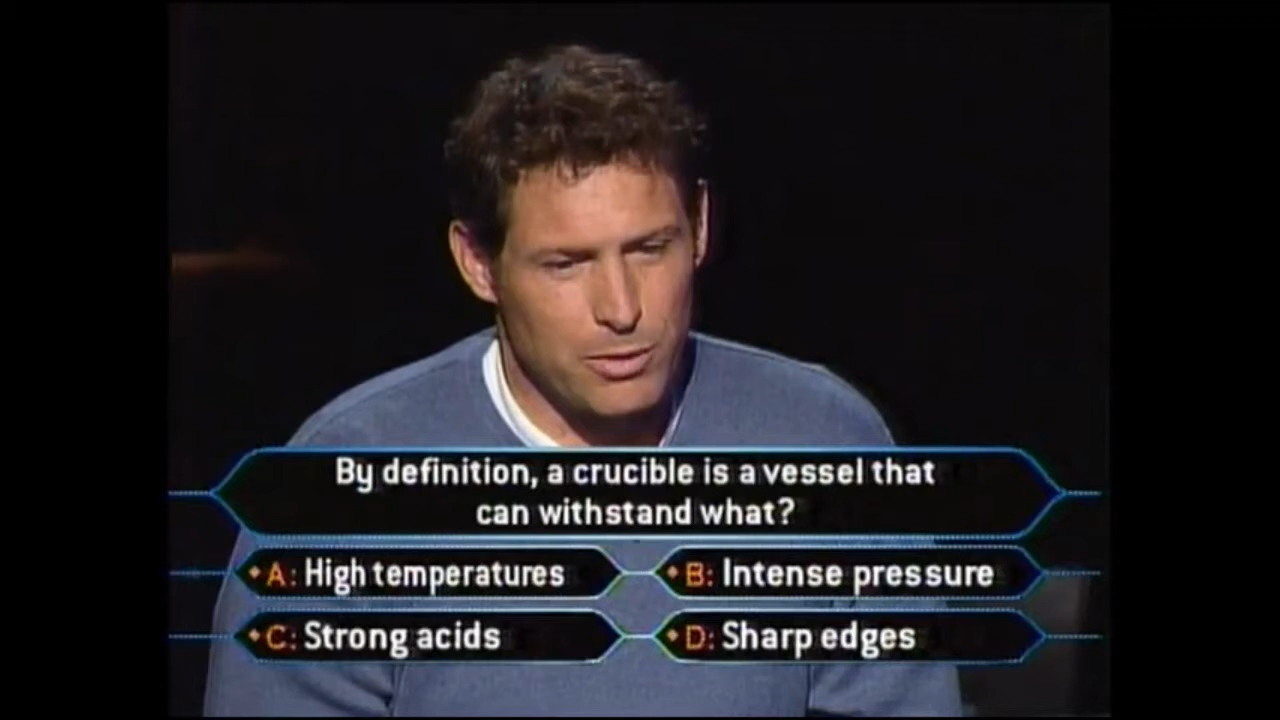 By definition, a crucible is a vessel that
can withstand what?
A: High temperatures
B: Intense pressure
C: Strong acids
D: Sharp edges